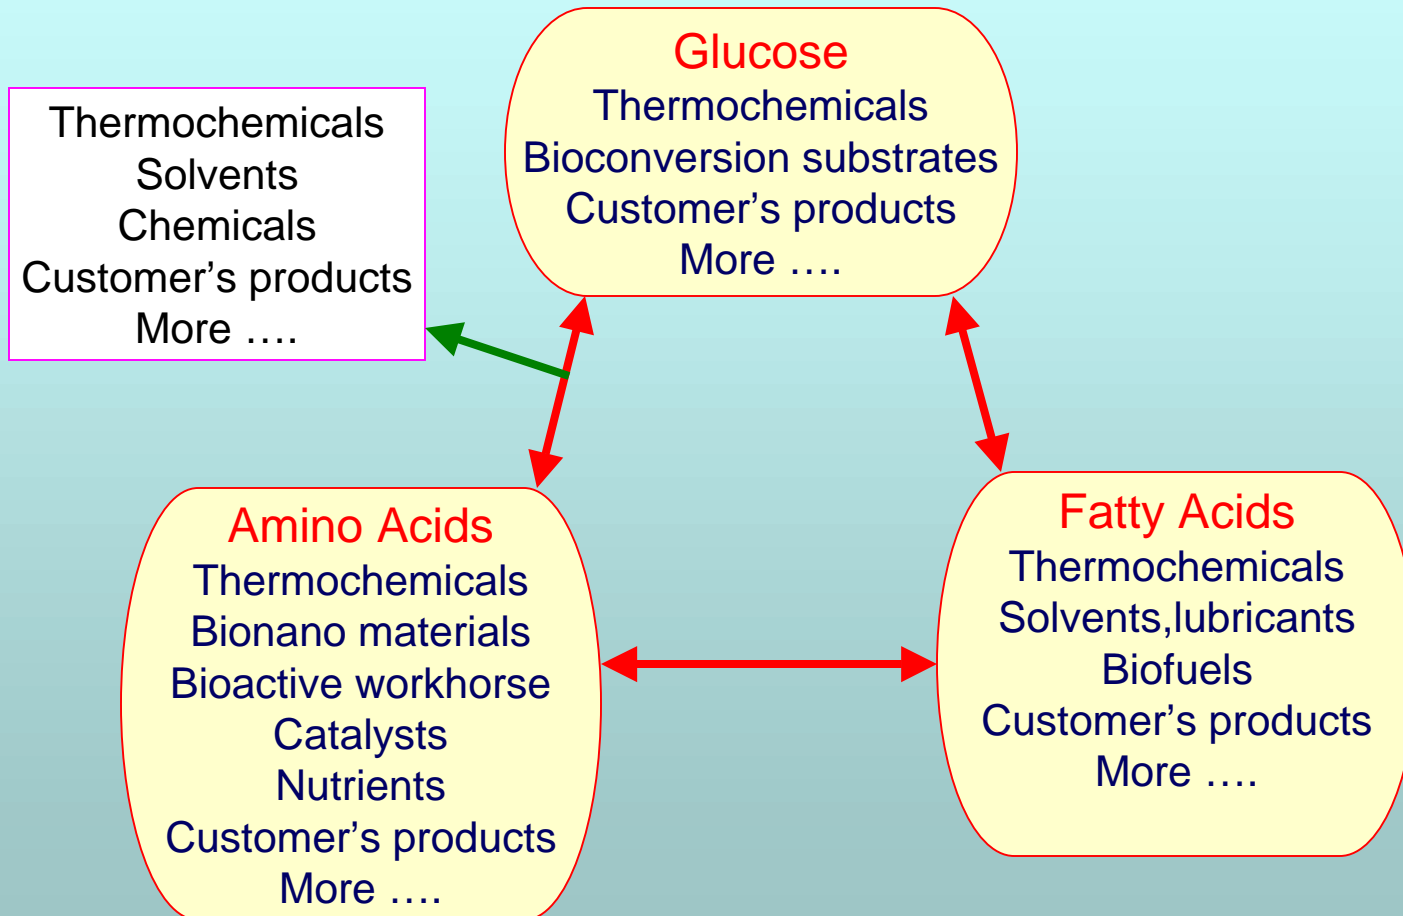 Glucose
Thermochemicals
Bioconversion substrates
Customer’s products
More ….
Thermochemicals
Solvents
Chemicals
Customer’s products
More ….
Amino Acids
Thermochemicals
Bionano materials
Bioactive workhorse
Catalysts
Nutrients
Customer’s products
More ….
Fatty Acids
Thermochemicals
Solvents,lubricants
Biofuels
Customer’s products
More ….